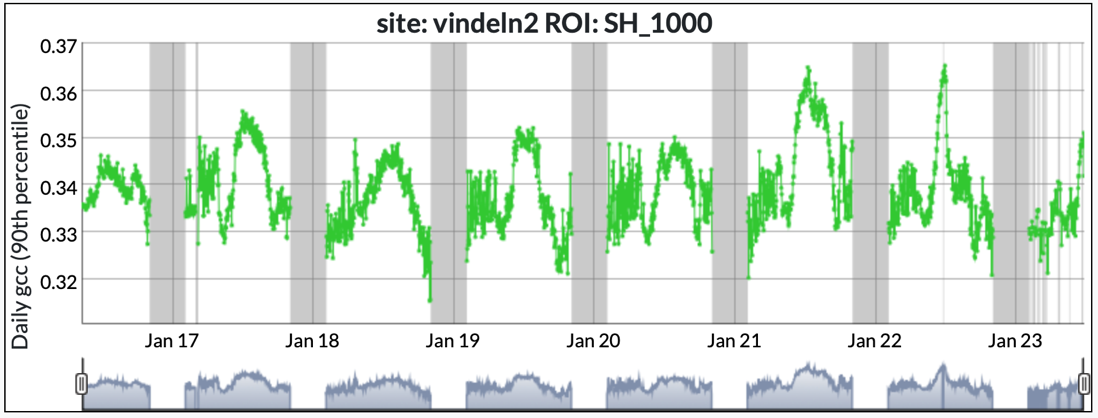 site: vindeln2 ROI: SH_1000
Daily gcc (90th percentile)
0.37
0.36
0.35
0.34
0.33
0.32
Jan 17 Jan 18 Jan 19 Jan 20 Jan 21 Jan 22 Jan 23